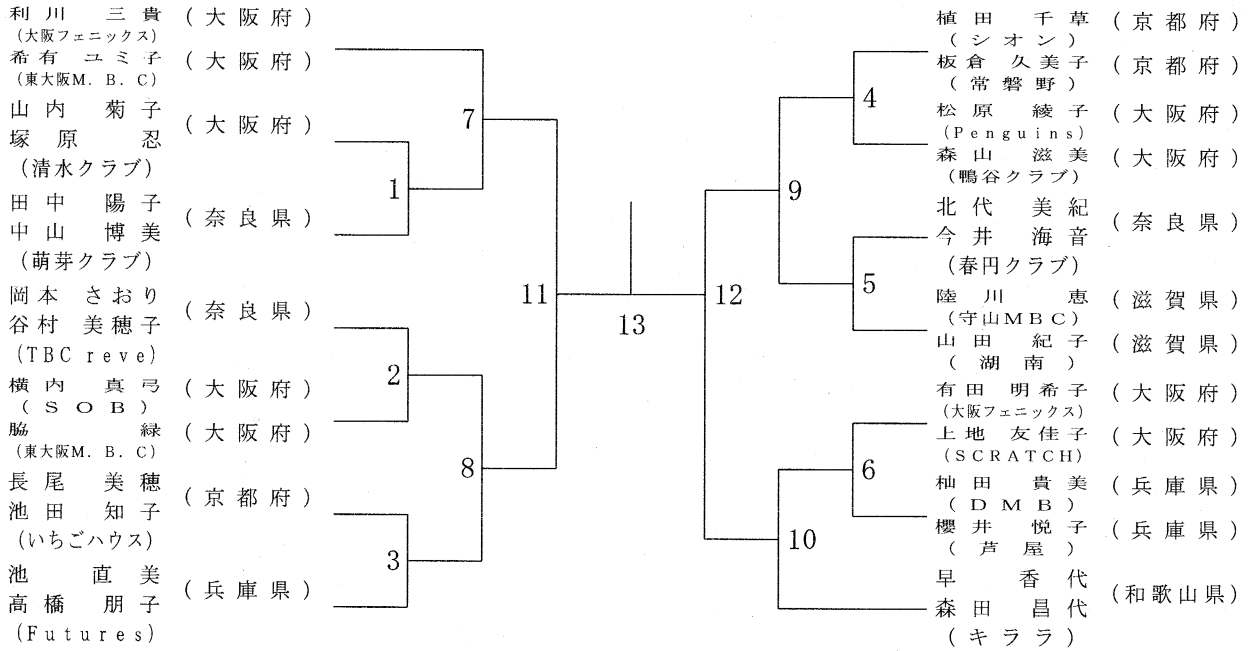 利川 三貴 (大阪府)
(大阪フェニックス)
希有 ユミ子 (大阪府)
(東大阪M.B.C)
山内 菊子
塚原 忍 (大阪府)
(清水クラブ)
田中 陽子
中山 博美 (奈良県)
(萌芽クラブ)
岡本 さおり
谷村 美穂子 (奈良県)
(TBC reve)
横内 真弓 (大阪府)
(SOB)
脇 緑 (大阪府)
(東大阪M.B.C)
長尾 美穂
池田 知子 (京都府)
(いちごハウス)
池 直美
高橋 朋子 (兵庫県)
(Futures)
7
1
2
8
3
11
13
12
4
9
5
6
10
植田 千草 (京都府)
(シオン)
板倉 久美子 (京都府)
(常磐野)
松原 綾子 (大阪府)
(Penguins)
森山 滋美 (大阪府)
(鴨谷クラブ)
北代 美紀
今井 海音 (奈良県)
(春円クラブ)
陸川 恵 (滋賀県)
(守山MBC)
山田 紀子 (滋賀県)
(湖南)
有田 明希子 (大阪府)
(大阪フェニックス)
上地 友佳子 (大阪府)
(SCRATCH)
杣田 貴美 (兵庫県)
(DMB)
櫻井 悦子 (兵庫県)
(芦屋)
早 香代
森田 昌代 (和歌山県)
(キララ)